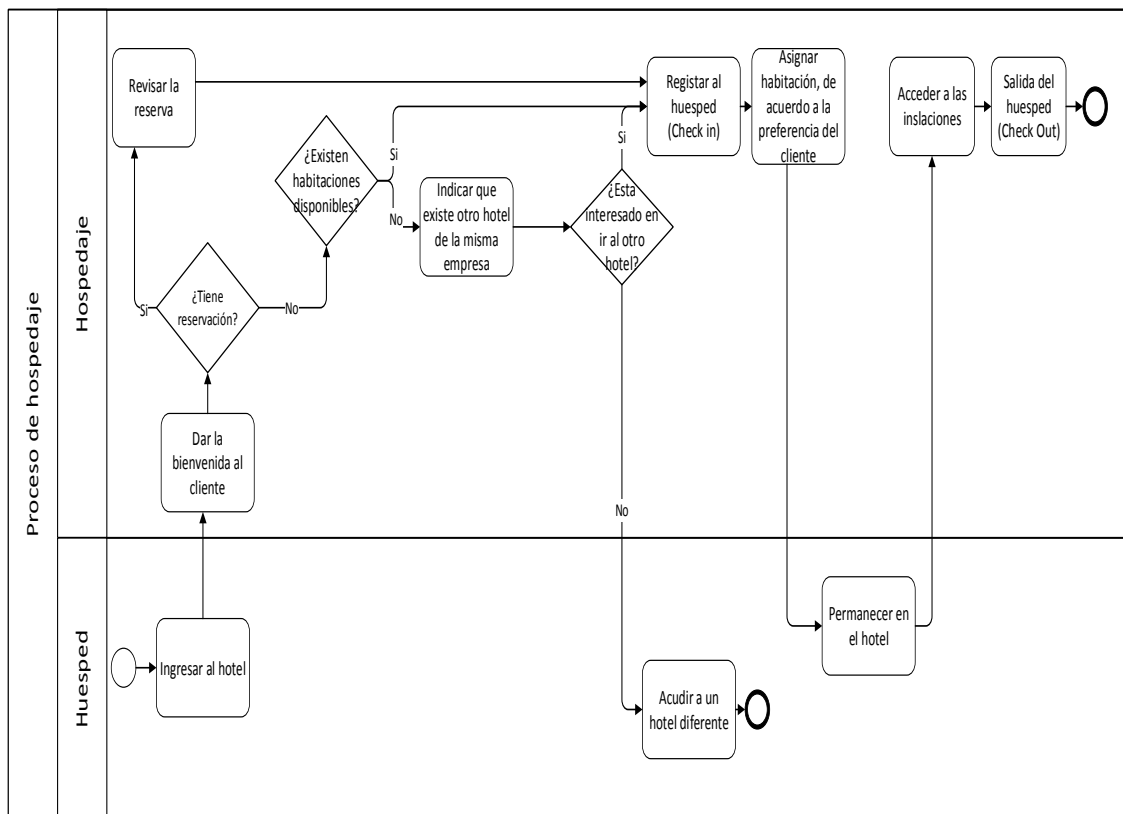 Proceso de hospedaje
Hospedaje
Huesped
Revisar la
reserva
¿Existen
habitaciones
disponibles?
Si
No
Indicar que
existe otro hotel
de la misma
empresa
¿Esta
interesado en
ir al otro
hotel?
Si
No
Registar al
huesped
(Check in)
Asignar
habitación, de
acuerdo a la
preferencia del
cliente
Acceder a las
inslaciones
Salida del
huesped
(Check Out)
¿Tiene
reservación?
Si
No
Dar la
bienvenida al
cliente
Ingresar al hotel
Acudir a un
hotel diferente
Permanecer en
el hotel